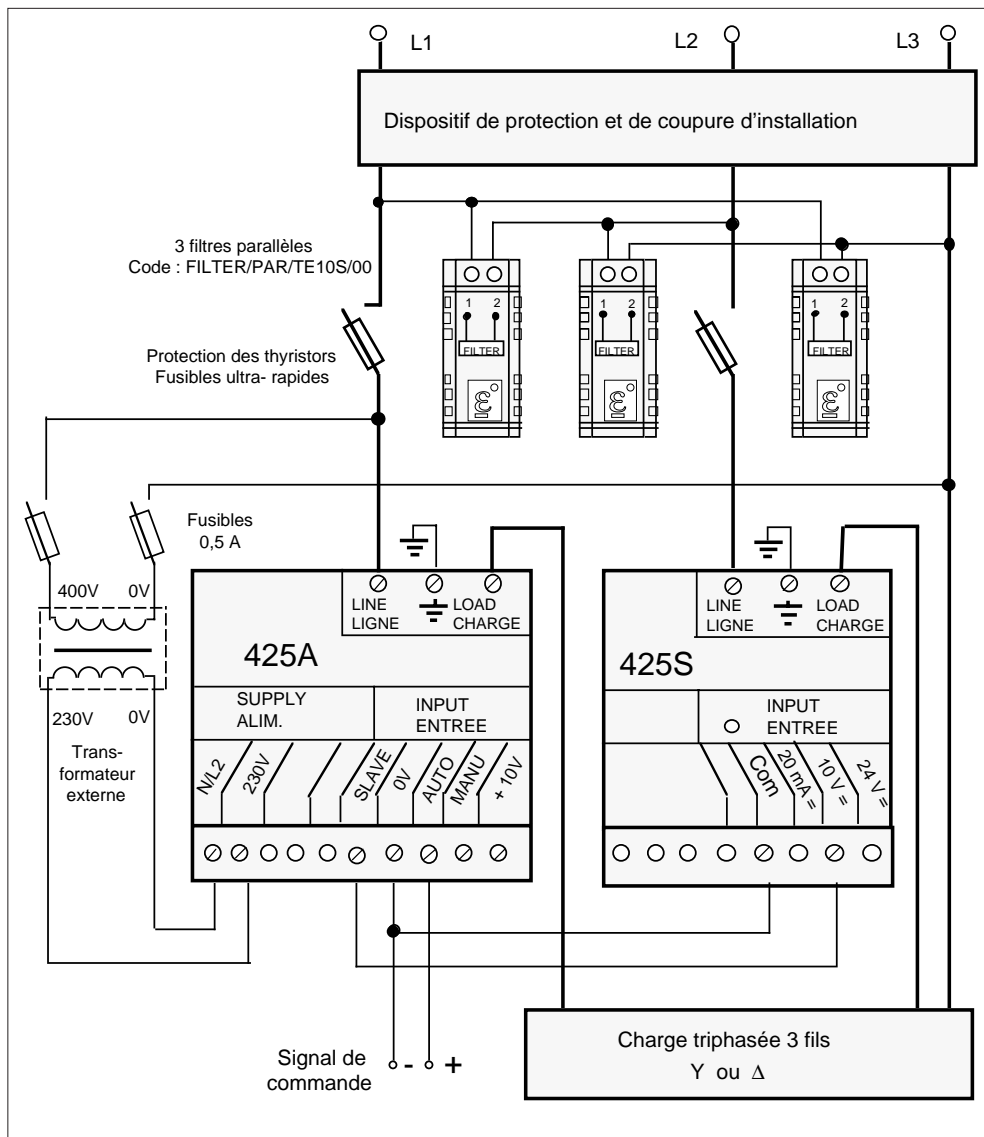 L1
L2
L3
Dispositif de protection et de coupure d’installation
3 filtres parallèles
Code : FILTER/PAR/TE10S/00
1 2
FILTER
1 2
FILTER
1 2
FILTER
Protection des thyristors
Fusibles ultra- rapides
Fusibles
0,5 A
400V 0V
230V 0V
Trans-
formateur
externe
LINE
LIGNE
LOAD
CHARGE
425A
SUPPLY
ALIM.
INPUT
ENTREE
N/L2
230V
SLAVE
0V
AUTO
MANU
+ 10V
LINE
LIGNE
LOAD
CHARGE
425S
INPUT
ENTREE
Com
20 mA =
10 V =
24 V =
Signal de
commande
- +
Charge triphasée 3 fils
Y ou Δ